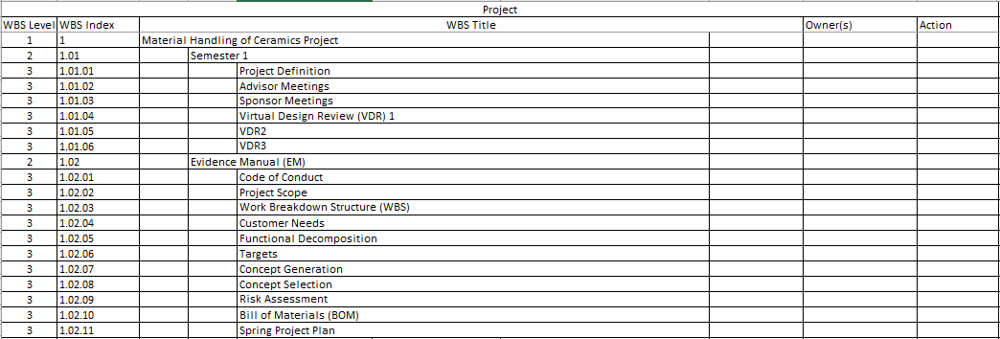 Project
WBS Level WBS Index WBS Title Owner(s) Action
1 1 Material Handling of Ceramics Project
2 1.01 Semester 1
3 1.01.01 Project Definition
3 1.01.02 Advisor Meetings
3 1.01.03 Sponsor Meetings
3 1.01.04 Virtual Design Review (VDR) 1
3 1.01.05 VDR2
3 1.01.06 VDR3
2 1.02 Evidence Manual (EM)
3 1.02.01 Code of Conduct
3 1.02.02 Project Scope
3 1.02.03 Work Breakdown Structure (WBS)
3 1.02.04 Customer Needs
3 1.02.05 Functional Decomposition
3 1.02.06 Targets
3 1.02.07 Concept Generation
3 1.02.08 Concept Selection
3 1.02.09 Risk Assessment
3 1.02.10 Bill of Materials (BOM)
3 1.02.11 Spring Project Plan